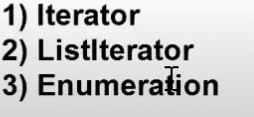 1) Iterator
2) ListIterator
3) Enumeration